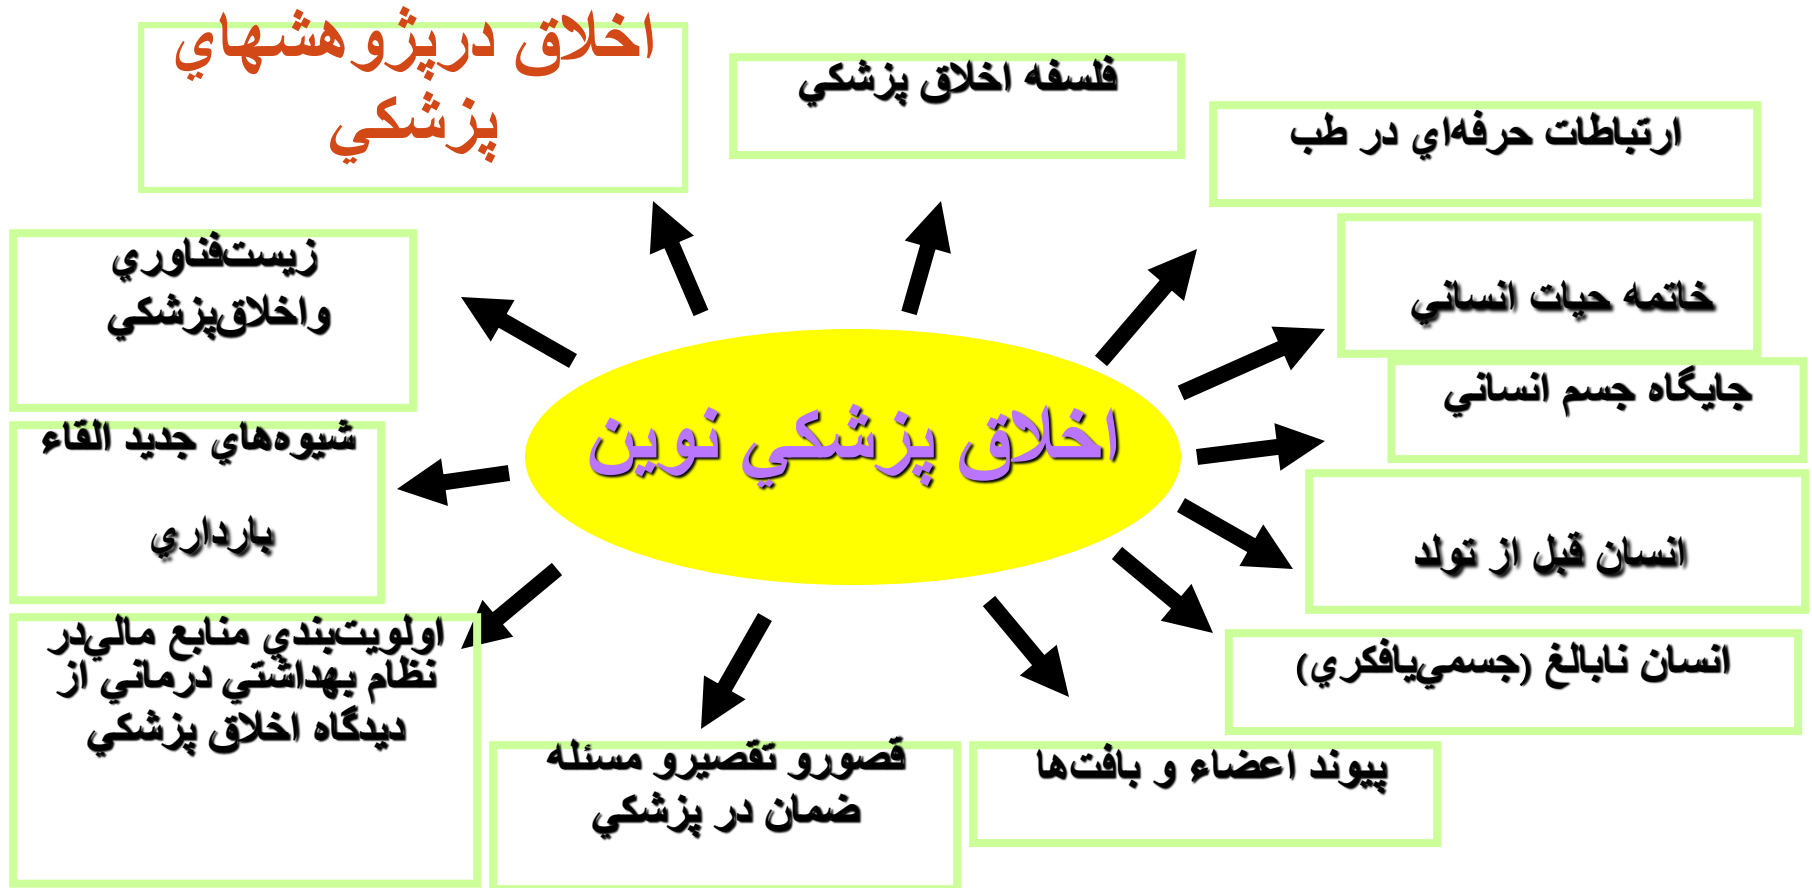 اخلاق درپژوهشهاي
پزشكي
فلسفه اخلاق پزشكي
ارتباطات حرفه‌اي در طب
خاتمه حيات انساني
جايگاه جسم انساني
انسان قبل از تولد
انسان نابالغ (جسمي‌يافكري)
پيوند اعضاء و بافت‌ها
قصورو تقصيرو مسئله
ضمان در پزشكي
اولويت‌بندي منابع مالي‌در
نظام بهداشتي درماني از
ديدگاه اخلاق پزشكي
شيوه‌هاي جديد القاء
بارداري
زيست‌فناوري
واخلاق‌پزشكي
اخلاق پزشكي نوين